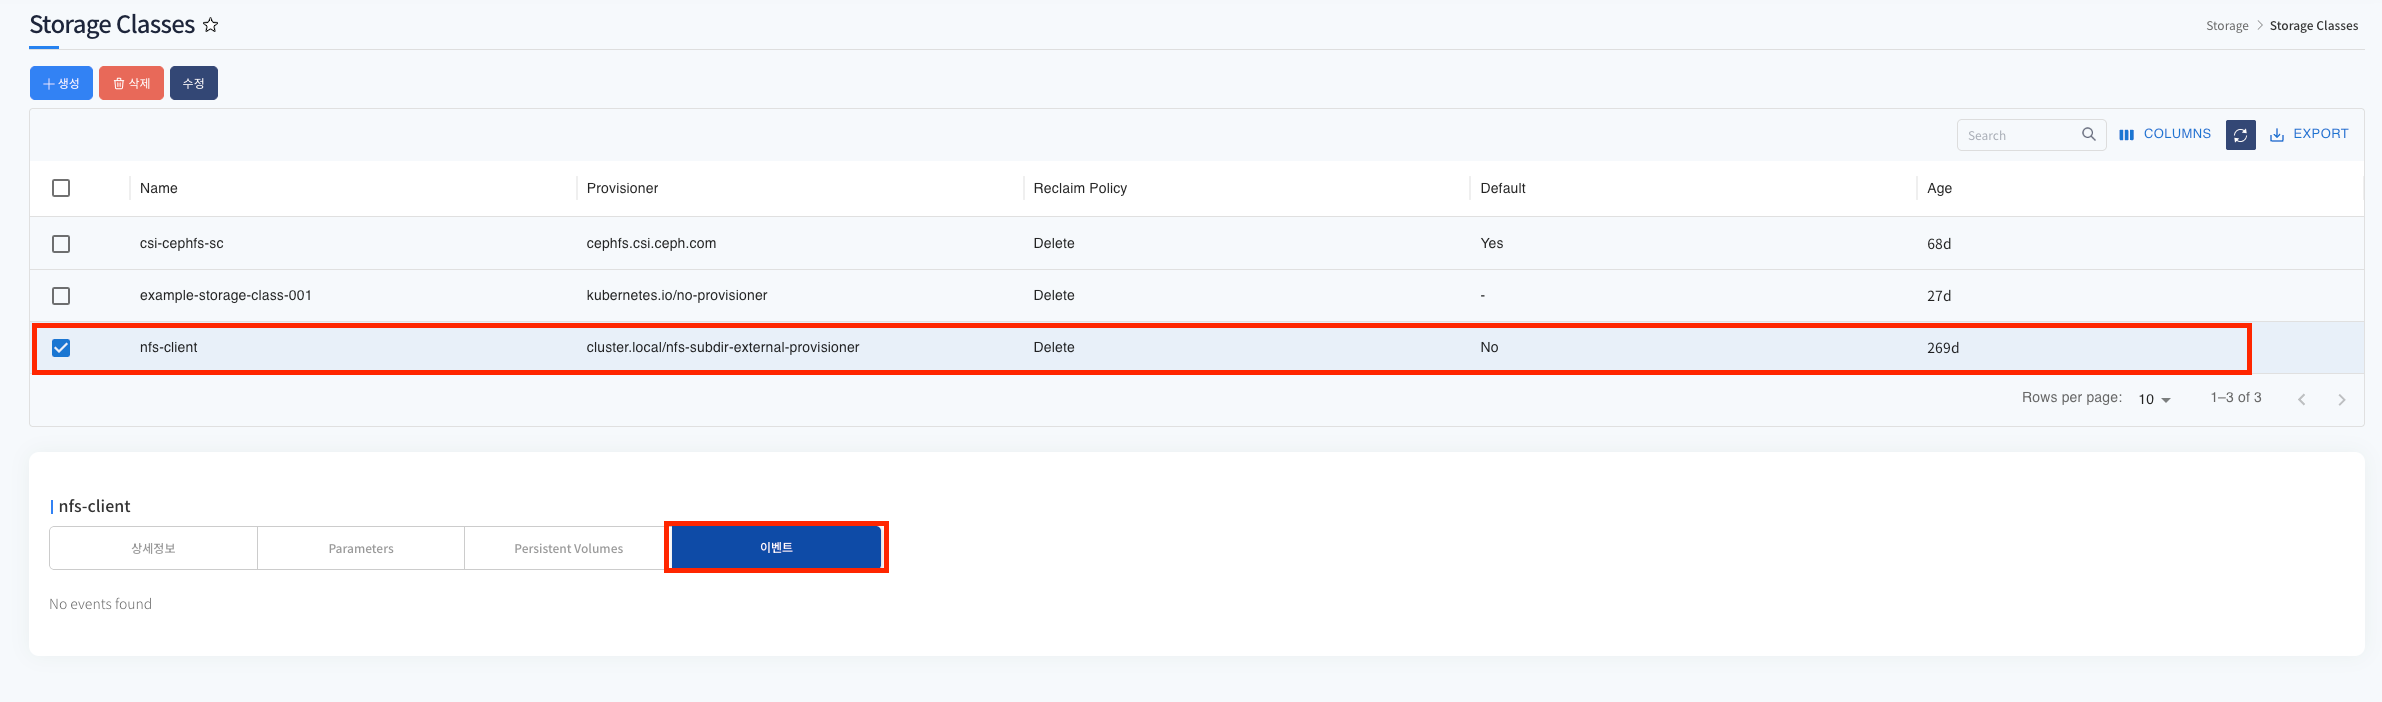 Storage Classes
Storage > Storage Classes
생성 삭제 수정
Search COLUMNS EXPORT
Name Provisioner Reclaim Policy Default Age
csi-cephfs-sc cephfs.csi.ceph.com Delete Yes 68d
example-storage-class-001 kubernetes.io/no-provisioner Delete - 27d
nfs-client cluster.local/nfs-subdir-external-provisioner Delete No 269d
Rows per page: 10 1–3 of 3
nfs-client
상세정보 Parameters Persistent Volumes 이벤트
No events found